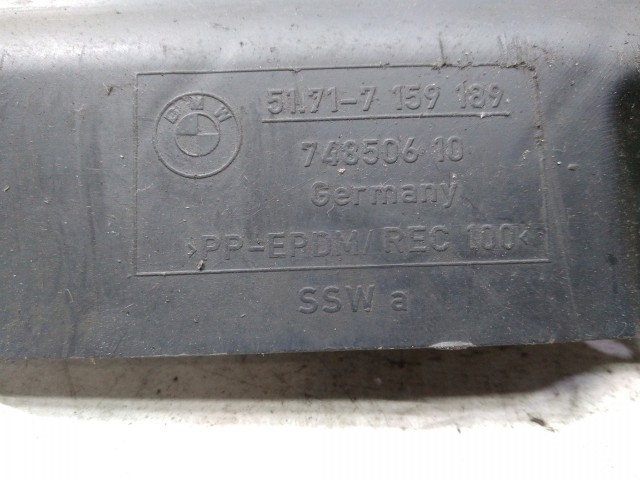 BMW
51.71-7 159 189
748506 10
Germany
>PP-EPDM/REC 100<
SSW a